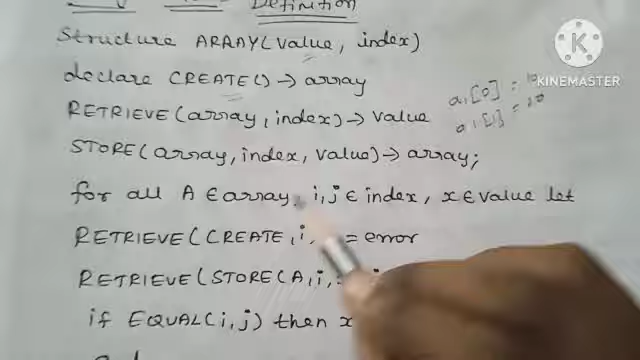 Definition
Structure ARAAY(value, index)
declare CREATE() → array
RETRIEVE(array, index) → value
a1[0] = 10
a1[1] = 20
STORE(array, index, value) → array;
for all A ∈ array, i, j ∈ index, x ∈ value let
RETRIEVE(CREATE, i, = error
RETRIEVE(STORE(A, i,
if EQUAL(i, j) then x
KINEMASTER